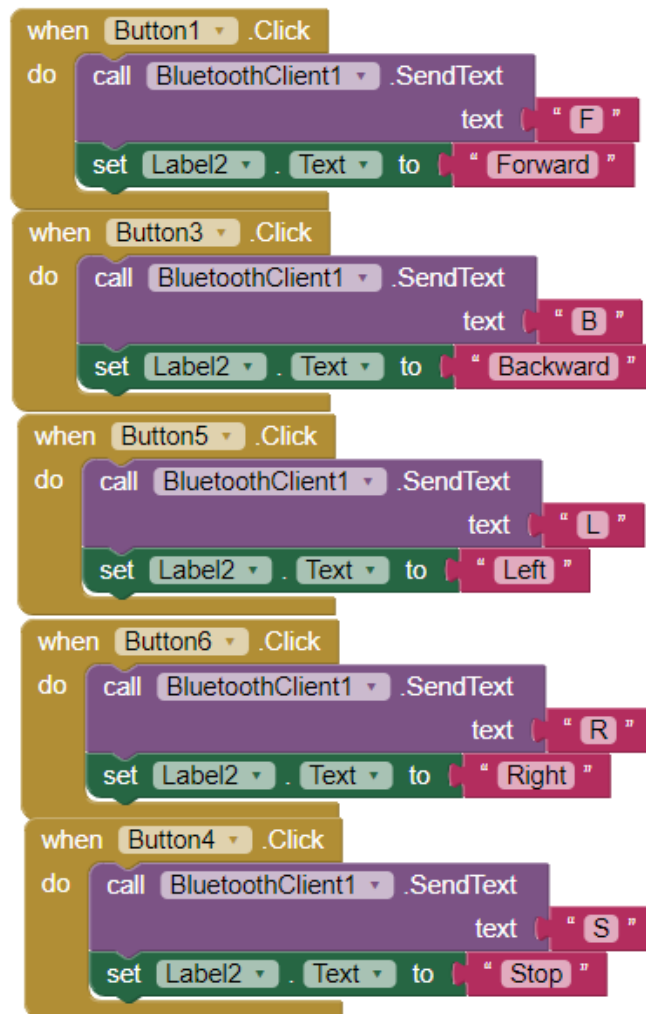 when Button1 .Click
do call BluetoothClient1 .SendText
text " F "
set Label2 . Text to " Forward "
when Button3 .Click
do call BluetoothClient1 .SendText
text " B "
set Label2 . Text to " Backward "
when Button5 .Click
do call BluetoothClient1 .SendText
text " L "
set Label2 . Text to " Left "
when Button6 .Click
do call BluetoothClient1 .SendText
text " R "
set Label2 . Text to " Right "
when Button4 .Click
do call BluetoothClient1 .SendText
text " S "
set Label2 . Text to " Stop "